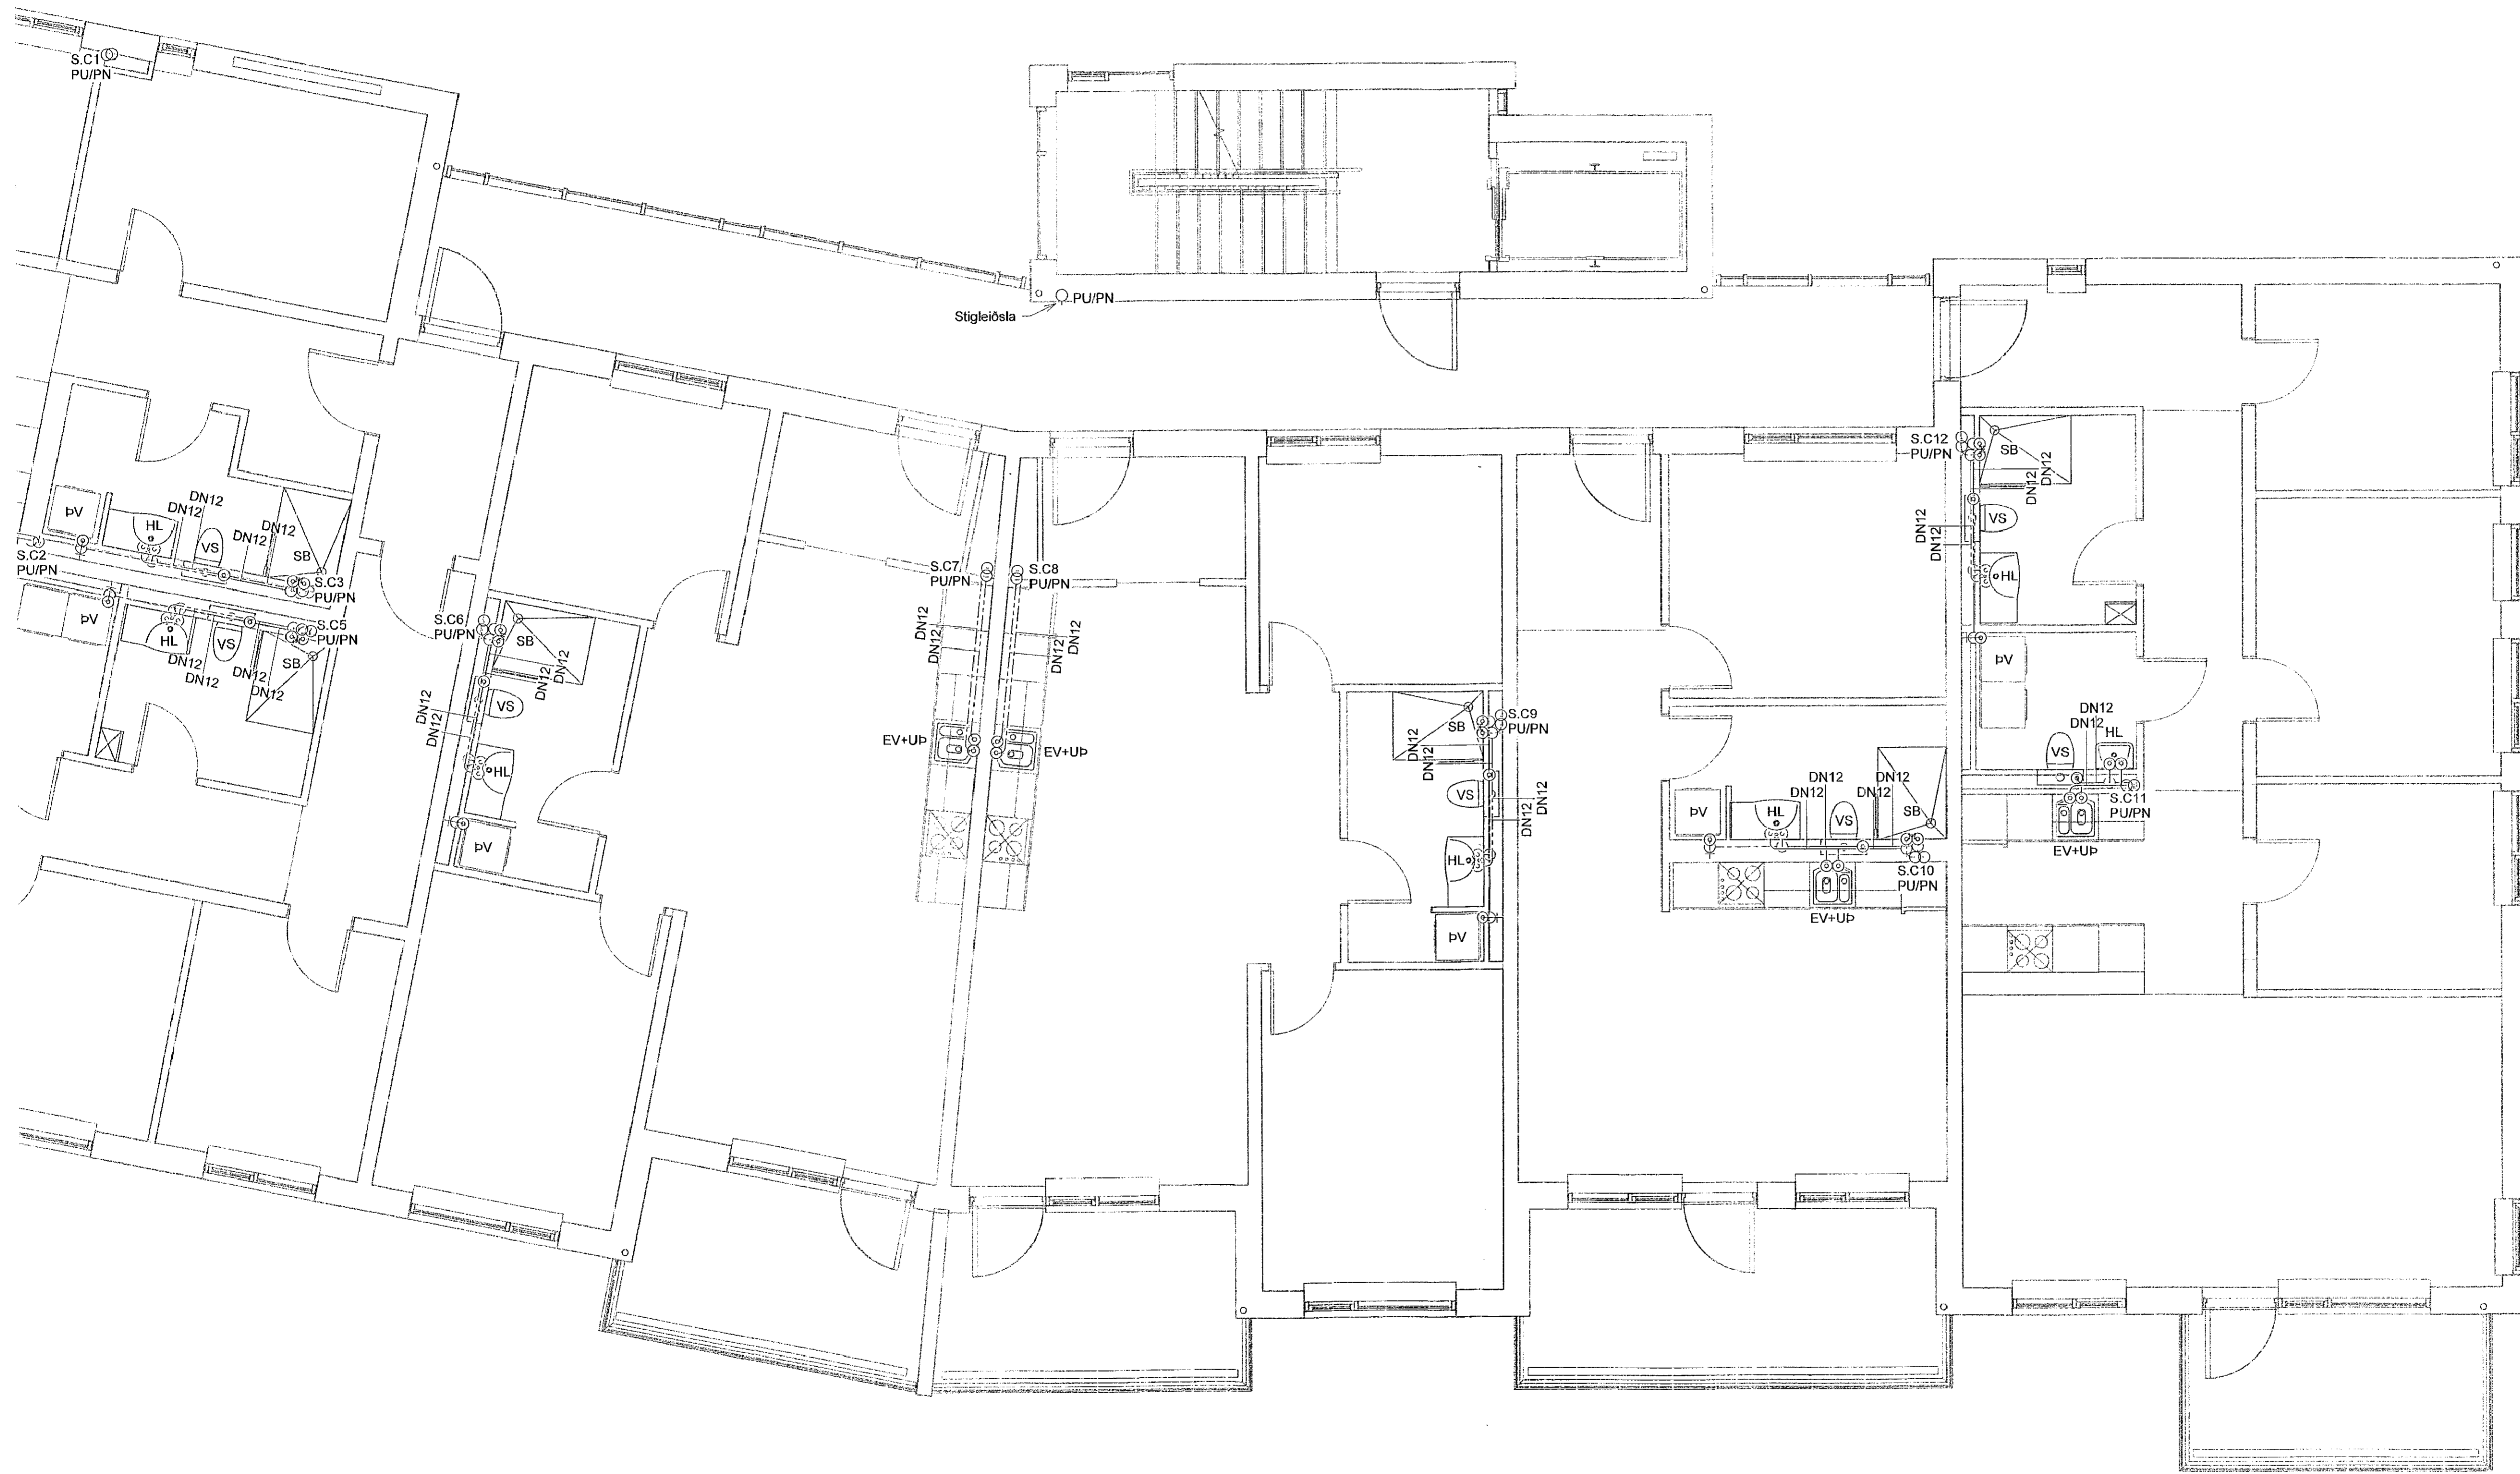 S.C1
PU/PN
PU/PN
Stigleiðsla
S.C12
PU/PN
SB
DN12
DN12
VS
DN12
DN12
HL
ÞV
HL
DN12
DN12
VS
DN12
DN12
SB
S.C2
PU/PN
S.C3
PU/PN
ÞV
HL
DN12
DN12
VS
DN12
DN12
SB
S.C5
PU/PN
S.C6
PU/PN
SB
DN12
DN12
VS
DN12
DN12
HL
ÞV
S.C7
PU/PN
S.C8
PU/PN
DN12
DN12
DN12
DN12
EV+UÞ
EV+UÞ
SB
S.C9
PU/PN
DN12
DN12
VS
DN12
DN12
HL
ÞV
ÞV
HL
DN12
DN12
VS
DN12
DN12
SB
S.C10
PU/PN
EV+UÞ
ÞV
DN12
DN12
HL
VS
S.C11
PU/PN
EV+UÞ